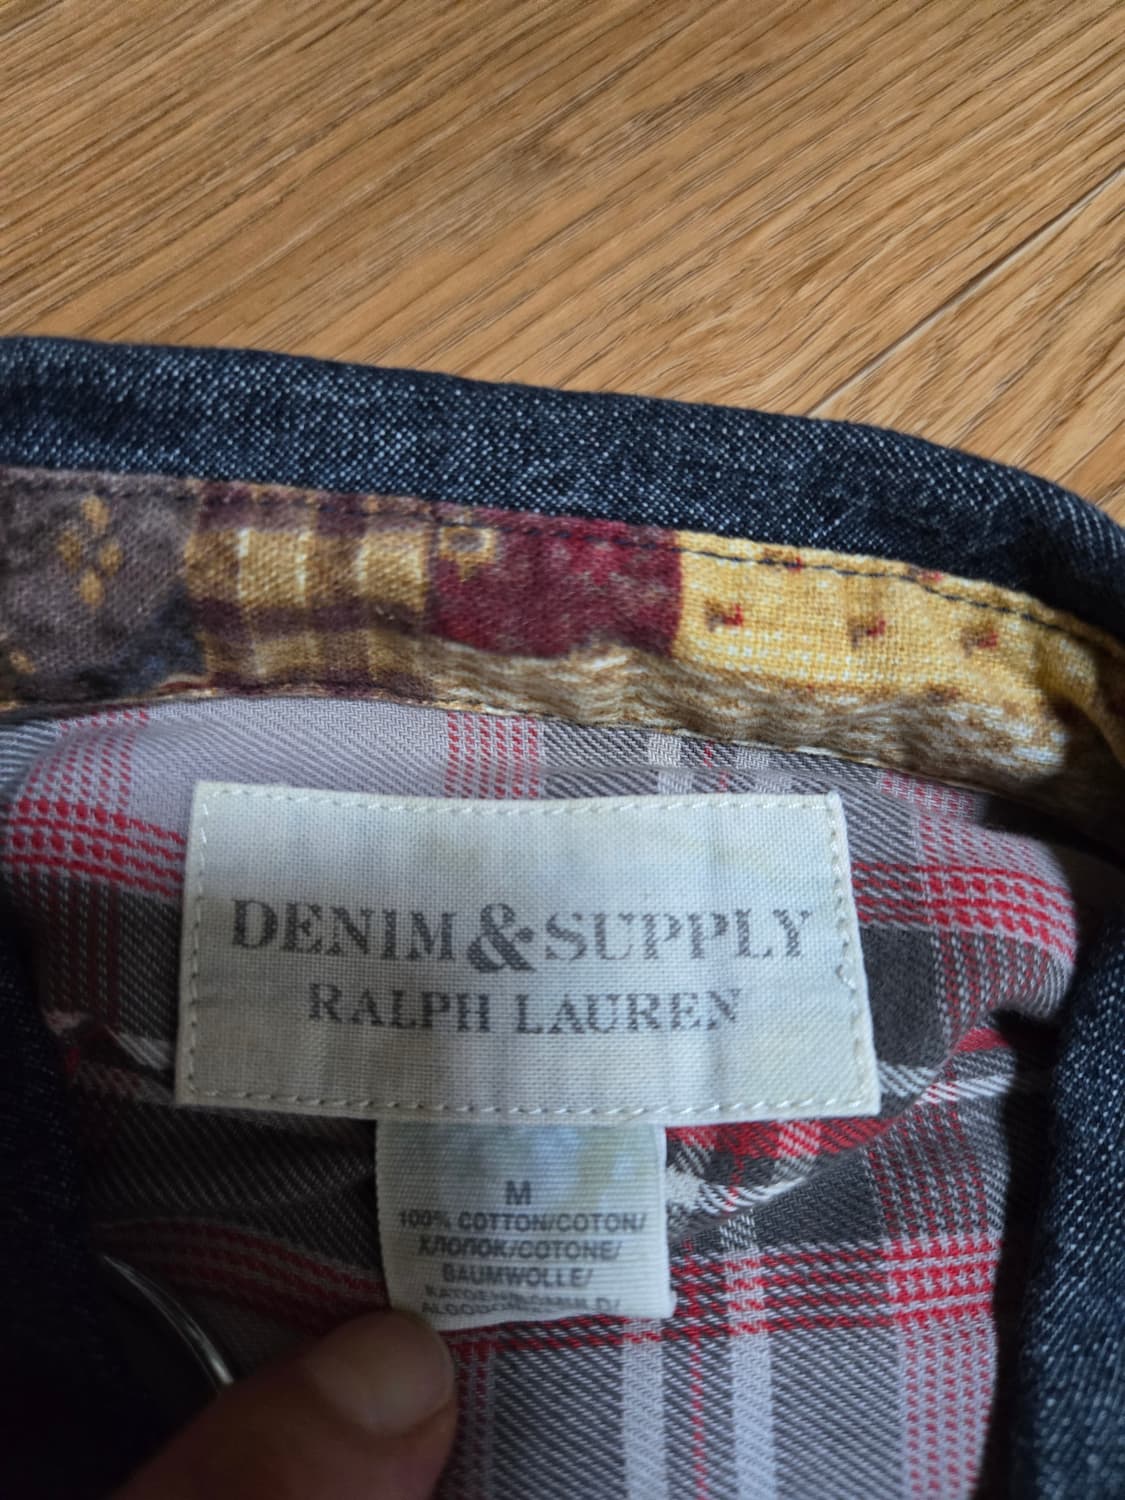 DENIM & SUPPLY
RALPH LAUREN
M
100% COTTON/COTON/
ХЛОПОК/COTONE/
BAUMWOLLE/